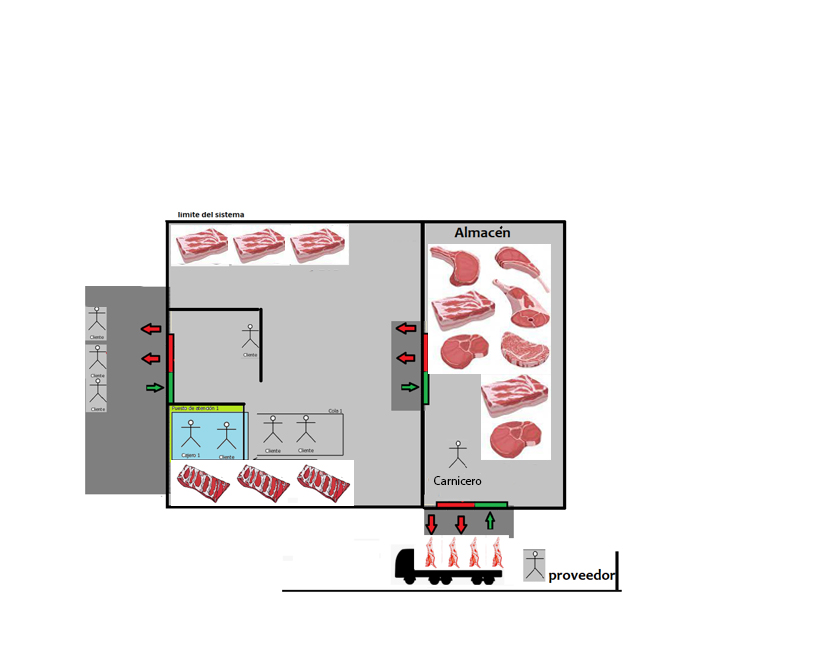 limite del sistema
Almacén
Cliente
Cliente
Cliente
Cliente
Puesto de atención 1
Cola 1
Cajero 1
Cliente
Cliente
Cliente
Carnicero
proveedor